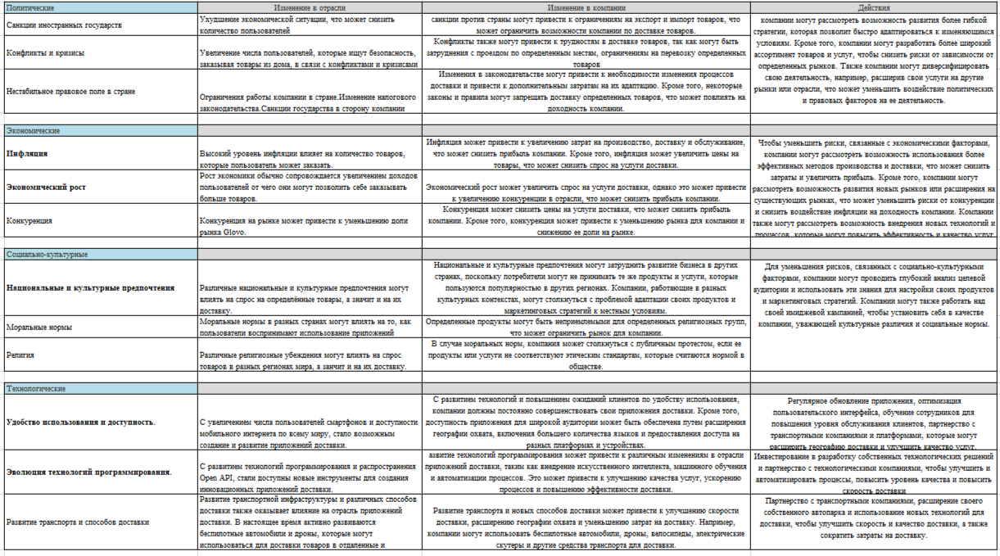 Политические
Изменение в отрасли
Изменение в компании
Действия
Санкции иностранных государств
Ухудшение экономической ситуации, что может снизить
количество пользователей
санкции против страны могут привести к ограничениям на экспорт и импорт товаров, что
может ограничить возможности компании по доставке товаров.
компании могут рассмотреть возможность развития более гибкой
стратегии, которая позволит быстро адаптироваться к изменяющимся
условиям. Кроме того, компании могут разработать более широкий
ассортимент товаров и услуг, чтобы снизить риски от зависимости от
определенных рынков. Также компании могут диверсифицировать
свою деятельность, например, расширив свои услуги на другие
рынки или отрасли, что может уменьшить воздействие политических
и правовых факторов на ее деятельность.
Конфликты и кризисы
Увеличение числа пользователей, которые ищут безопасность,
заказывая товары из дома, в связи с конфликтами и кризисами
Конфликты также могут привести к трудностям в доставке товаров, так как могут быть
затруднения с проездом по определенным местам, ограничениям на перевозку определенных
товаров
Нестабильное правовое поле в стране
Ограничения работы компании в стране.Изменение налогового
законодательства.Санкции государства в сторону компании
Изменения в законодательстве могут привести к необходимости изменения процессов
доставки и привести к дополнительным затратам на их адаптацию. Кроме того, некоторые
законы и правила могут запрещать доставку определенных товаров, что может повлиять на
доходность компании.
Экономические
Инфляция
Высокий уровень инфляции влияет на количество товаров,
которые пользователь может заказать.
Инфляция может привести к увеличению затрат на производство, доставку и обслуживание,
что может снизить прибыль компании. Кроме того, инфляция может увеличить цены на
товары, что может снизить спрос на услуги доставки.
Чтобы уменьшить риски, связанные с экономическими факторами,
компании могут рассмотреть возможность использования более
эффективных методов производства и доставки, что может снизить
затраты и увеличить прибыль. Кроме того, компании могут
рассмотреть возможность развития новых рынков или расширения на
существующих рынках, что может уменьшить риски от конкуренции
и снизить воздействие инфляции на доходность компании. Компании
также могут рассмотреть возможность внедрения новых технологий и
процессов, которые могут повысить эффективность и качество услуг
Экономический рост
Рост экономики обычно сопровождается увеличением доходов
пользователей от чего они могут позволить себе заказывать
больше товаров.
Экономический рост может увеличить спрос на услуги доставки, однако это может привести
к увеличению конкуренции в отрасли, что может снизить прибыль компании.
Конкуренция
Конкуренция на рынке может привести к уменьшению доли
рынка Glovo.
Конкуренция может снизить цены на услуги доставки, что может снизить прибыль
компании. Кроме того, конкуренция может привести к уменьшению рынка для компании и
снижению ее доли на рынке.
Социально-культурные
Национальные и культурные предпочтения
Различные национальные и культурные предпочтения могут
влиять на спрос на определённые товары, а значит и на их
доставку.
Национальные и культурные предпочтения могут затруднить развитие бизнеса в других
странах, поскольку потребители могут не принимать те же продукты и услуги, которые
пользуются популярностью в других регионах. Компании, работающие в разных
культурных контекстах, могут столкнуться с проблемой адаптации своих продуктов и
маркетинговых стратегий к местным условиям.
Для уменьшения рисков, связанных с социально-культурными
факторами, компании могут проводить глубокий анализ целевой
аудитории и использовать эти знания для настройки своих продуктов
и маркетинговых стратегий. Компании могут также работать над
своей имиджевой кампанией, чтобы установить себя в качестве
компании, уважающей культурные различия и социальные нормы.
Моральные нормы
Моральные нормы в разных странах могут влиять на то, как
пользователи воспринимают использование приложений
Определенные продукты могут быть неприемлемыми для определенных религиозных групп,
что может ограничить рынок для компании.
Религия
Различные религиозные убеждения могут влиять на спрос
товаров в разных регионах мира, а занчит и на их доставку.
В случае моральных норм, компания может столкнуться с публичным протестом, если ее
продукты или услуги не соответствуют этическим стандартам, которые считаются нормой в
обществе.
Технологические
Удобство использования и доступность.
С увеличением числа пользователей смартфонов и доступности
мобильного интернета по всему миру, стало возможным
создание и развитие приложений доставки.
С развитием технологий и повышением ожиданий клиентов по удобству использования,
компании должны постоянно совершенствовать свои приложения доставки. Кроме того,
доступность приложения для широкой аудитории может быть обеспечена путем расширения
географии охвата, включения большего количества языков и предоставления доступа на
разных платформ и устройствах.
Регулярное обновление приложения, оптимизация
пользовательского интерфейса, обучение сотрудников для
повышения уровня обслуживания клиентов, партнерство с
транспортными компаниями и платформами, которые могут
расширить географию доставки и улучшить качество услуг.
Эволюция технологий программирования.
С развитием технологий программирования и распространения
Open API, стали доступны новые инструменты для создания
инновационных приложений доставки.
азвитие технологий программирования может привести к различным изменениям в отрасли
приложений доставки, таким как внедрение искусственного интеллекта, машинного обучения
и автоматизации процессов. Это может привести к улучшению качества услуг, ускорению
процессов и повышению эффективности доставки.
Инвестирование в разработку собственных технологических решений
и партнерство с технологическими компаниями, чтобы улучшить и
автоматизировать процессы, повысить уровень качества и повысить
скорость доставки
Развитие транспорта и способов доставки
Развитие транспортной инфраструктуры и различных способов
доставки также оказывает влияние на отрасль приложений
доставки. В настоящее время активно развиваются
беспилотные автомобили и дроны, которые могут
использоваться для доставки товаров в отдаленные и
Развитие транспорта и новых способов доставки может привести к улучшению скорости
доставки, расширению географии охвата и уменьшению затрат на доставку. Например,
компании могут использовать беспилотные автомобили, дроны, велосипеды, электрические
скутеры и другие средства транспорта для доставки.
Партнерство с транспортными компаниями, расширение своего
собственного автопарка и использование новых технологий для
доставки, чтобы улучшить скорость и качество доставки, а также
сократить затраты на доставку.